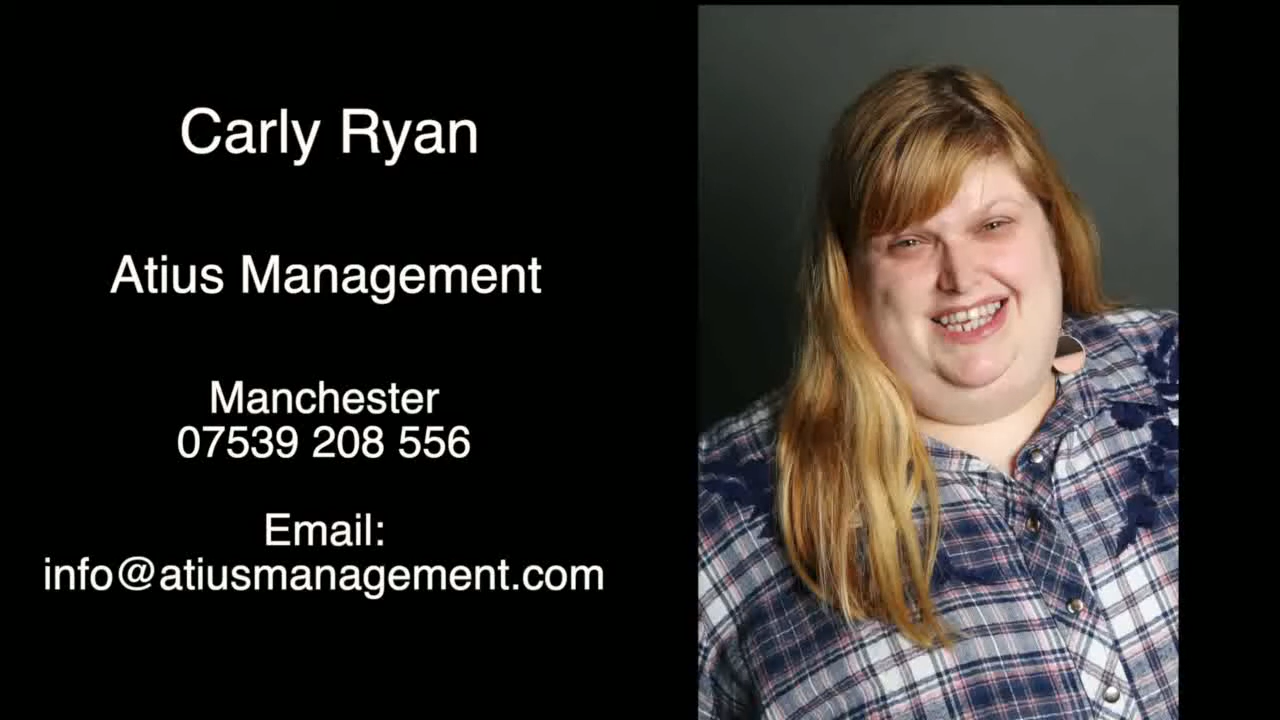 Carly Ryan
Atius Management
Manchester
07539 208 556
Email:
info@atiusmanagement.com